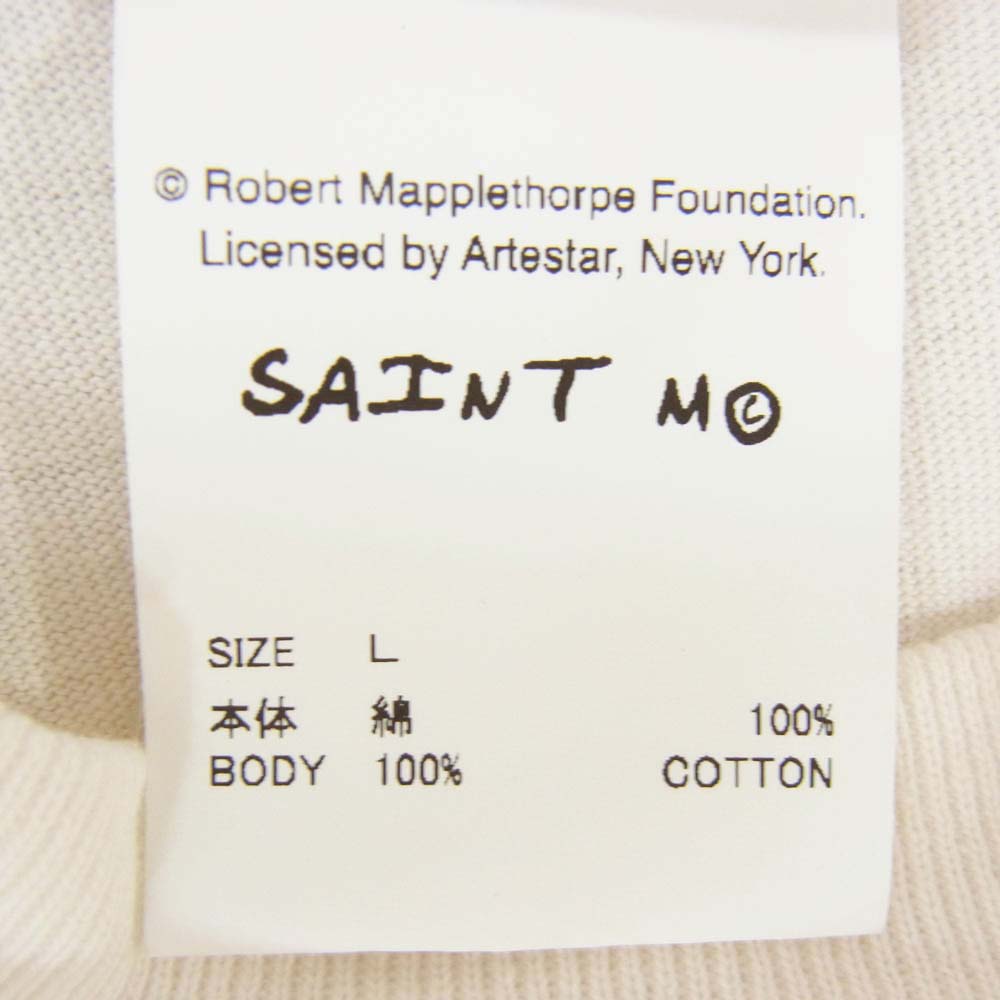 © Robert Mapplethorpe Foundation.
Licensed by Artestar, New York.
SAINT M©
SIZE L
本体 綿 100%
BODY 100% COTTON